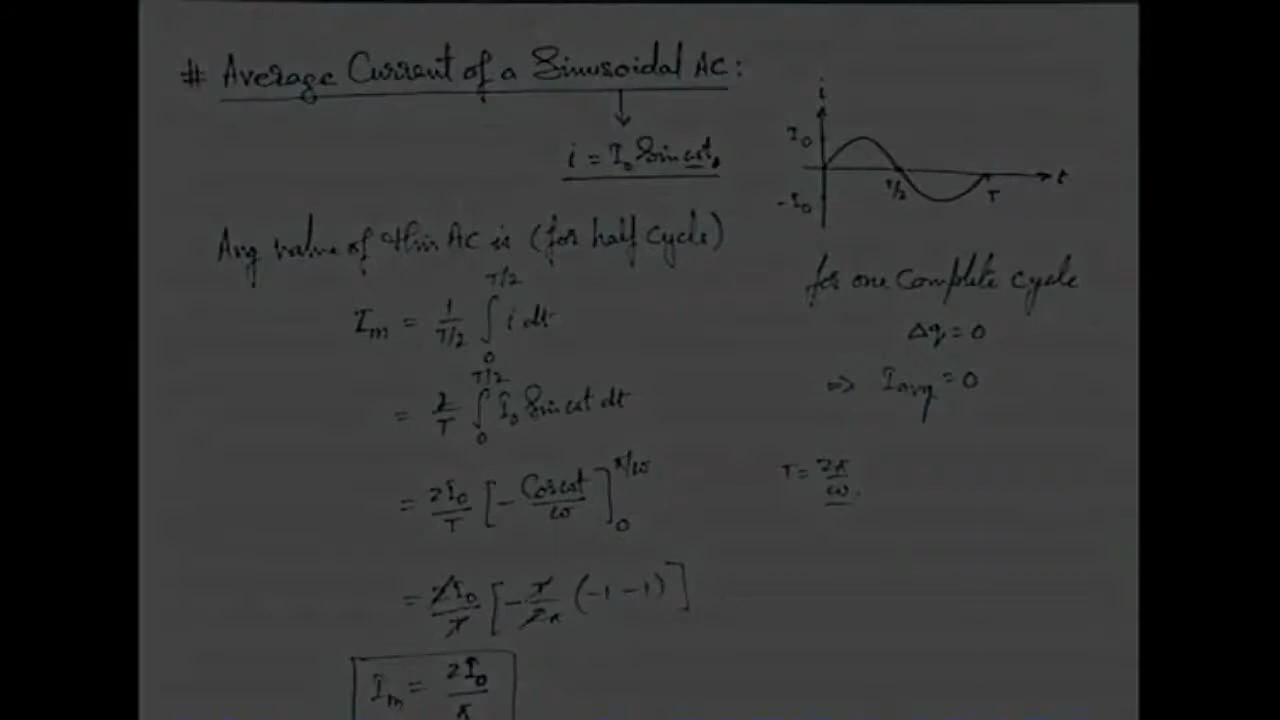 # Average Current of a Sinusoidal AC:
i = I₀ Sin ωt.
i
I₀
T/2
T
t
-I₀
Avg value of this AC is (for half cycle)
for one complete cycle
Iₘ = 1/(T/2) ∫₀^(T/2) i dt
Δq = 0
= 2/T ∫₀^(T/2) I₀ Sin ωt dt
⇒ I_avg = 0
= 2I₀/T [- Cos ωt/ω]₀^(π/ω)
T = 2π/ω.
= 2I₀/T [- T/2π (-1 -1)]
Iₘ = 2I₀/π